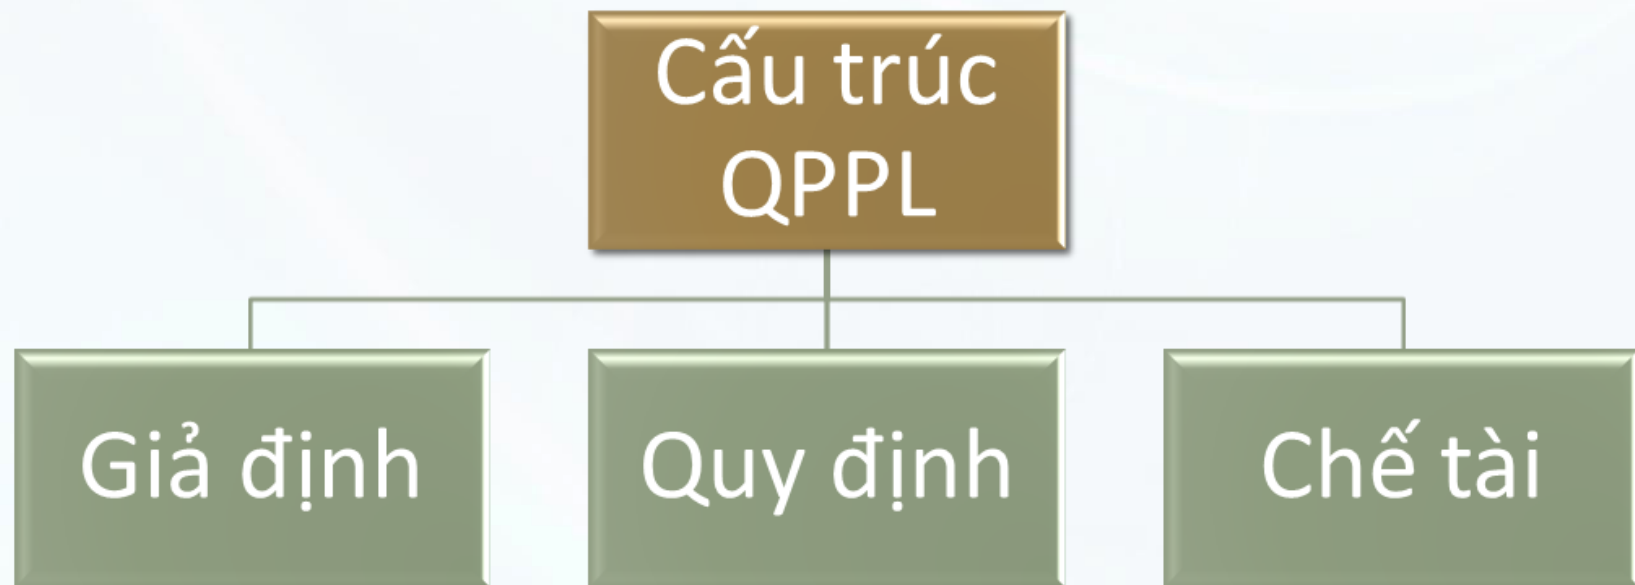 Cấu trúc
QPPL
Giả định
Quy định
Chế tài